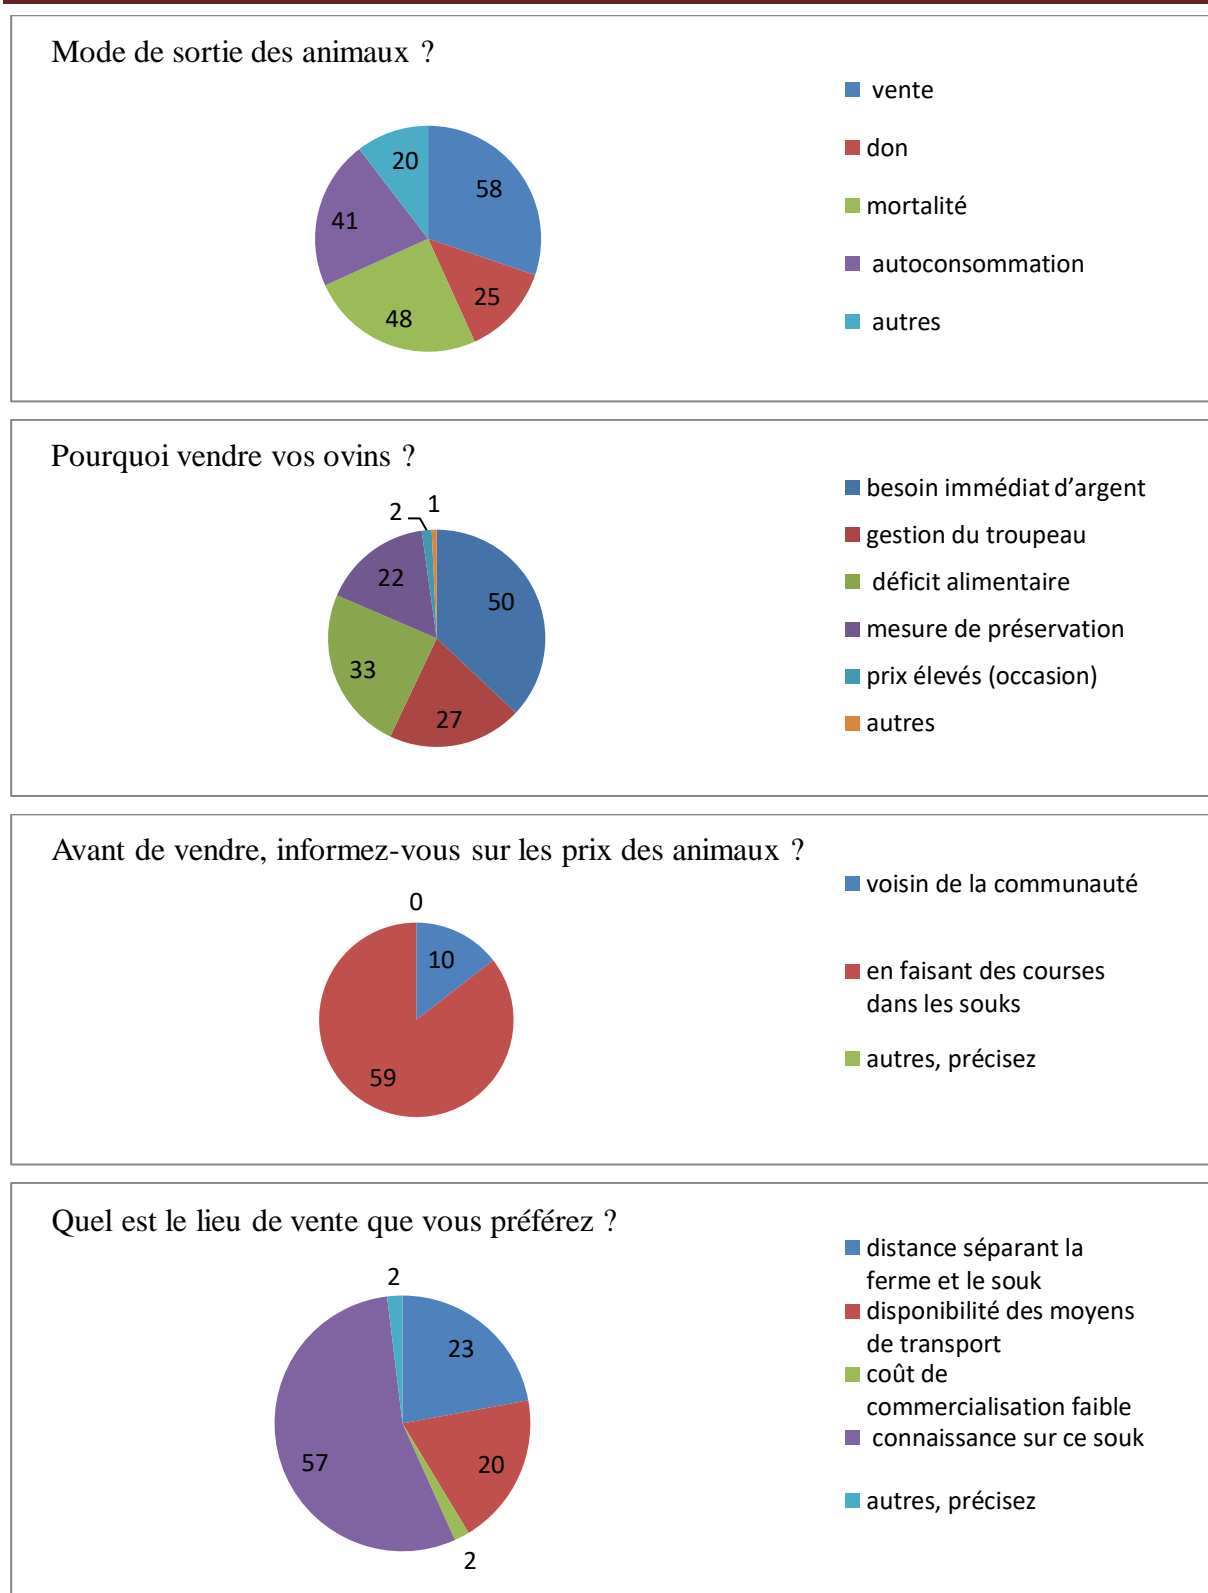 Mode de sortie des animaux ?
vente
don
mortalité
autoconsommation
autres
58
25
48
41
20
Pourquoi vendre vos ovins ?
besoin immédiat d’argent
gestion du troupeau
déficit alimentaire
mesure de préservation
prix élevés (occasion)
autres
2
1
50
27
33
22
Avant de vendre, informez-vous sur les prix des animaux ?
voisin de la communauté
en faisant des courses
dans les souks
autres, précisez
0
10
59
Quel est le lieu de vente que vous préférez ?
distance séparant la
ferme et le souk
disponibilité des moyens
de transport
coût de
commercialisation faible
connaissance sur ce souk
autres, précisez
2
23
20
2
57